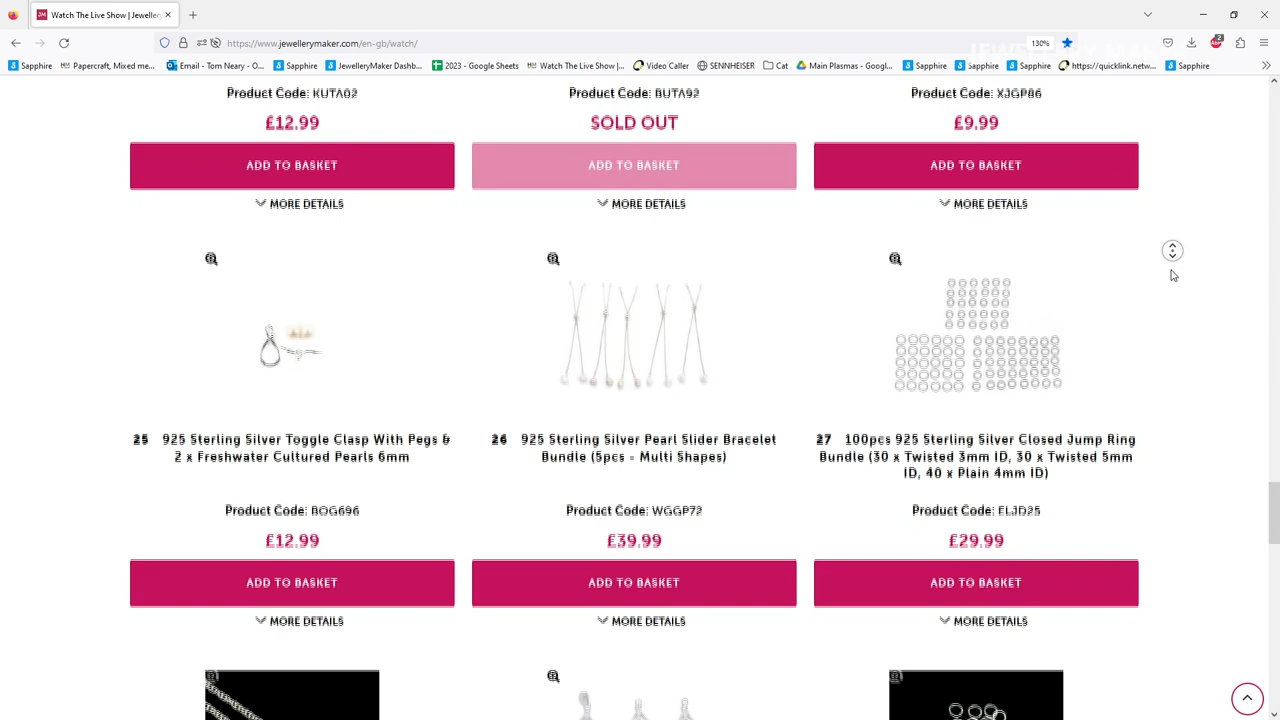 Watch The Live Show | Jeweller
https://www.jewellerymaker.com/en-gb/watch/
130%
2
Sapphire
Papercraft, Mixed me...
Email - Tom Neary - O...
Sapphire
JewelleryMaker Dashb...
2023 - Google Sheets
Watch The Live Show |...
Video Caller
SENNHEISER
Cat
Main Plasmas - Googl...
Sapphire
Sapphire
Sapphire
https://quicklink.netw...
Sapphire
Product Code: KUTA02
Product Code: BUTA92
Product Code: XJGP86
£12.99
SOLD OUT
£9.99
ADD TO BASKET
ADD TO BASKET
ADD TO BASKET
MORE DETAILS
MORE DETAILS
MORE DETAILS
25 925 Sterling Silver Toggle Clasp With Pegs &
2 x Freshwater Cultured Pearls 6mm
26 925 Sterling Silver Pearl Slider Bracelet
Bundle (5pcs - Multi Shapes)
27 100pcs 925 Sterling Silver Closed Jump Ring
Bundle (30 x Twisted 3mm ID, 30 x Twisted 5mm
ID, 40 x Plain 4mm ID)
Product Code: BOG696
Product Code: WGGP72
Product Code: ELJD25
£12.99
£39.99
£29.99
ADD TO BASKET
ADD TO BASKET
ADD TO BASKET
MORE DETAILS
MORE DETAILS
MORE DETAILS